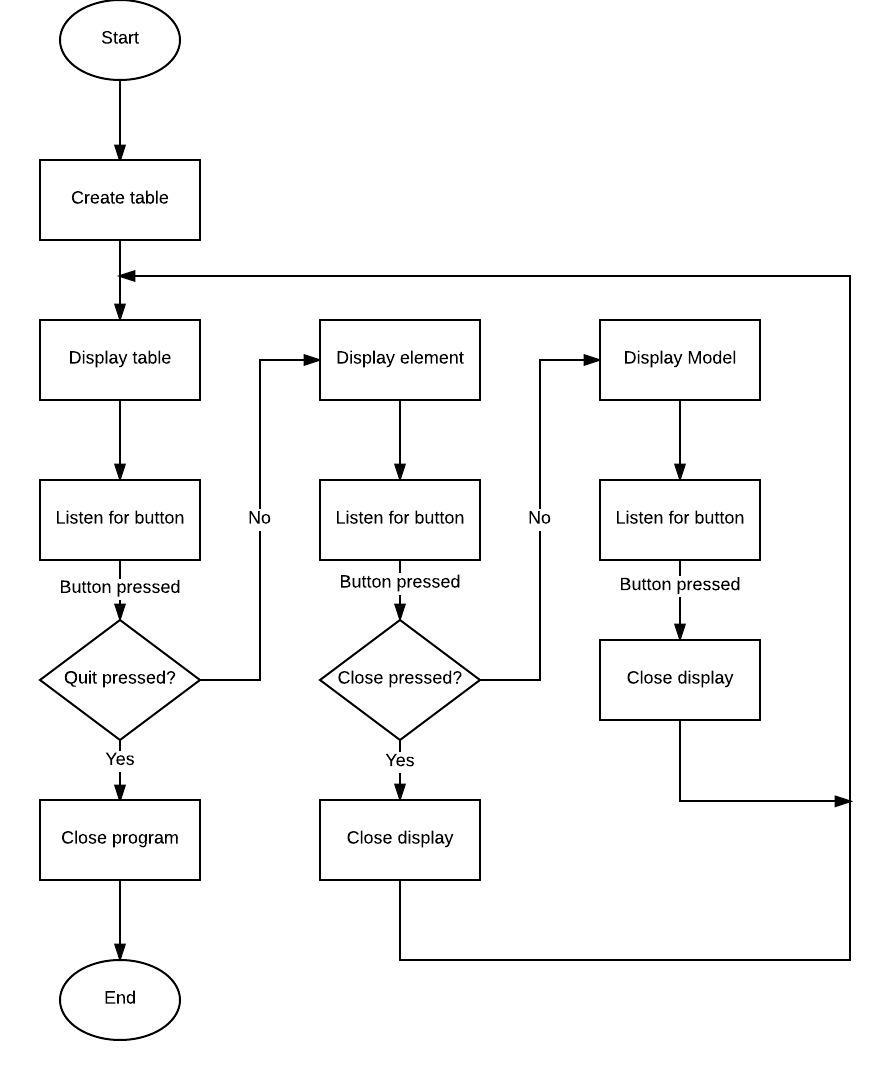 Start
Create table
Display table
Listen for button
Button pressed
Quit pressed?
Yes
Close program
End
No
Display element
Listen for button
Button pressed
Close pressed?
Yes
Close display
No
Display Model
Listen for button
Button pressed
Close display